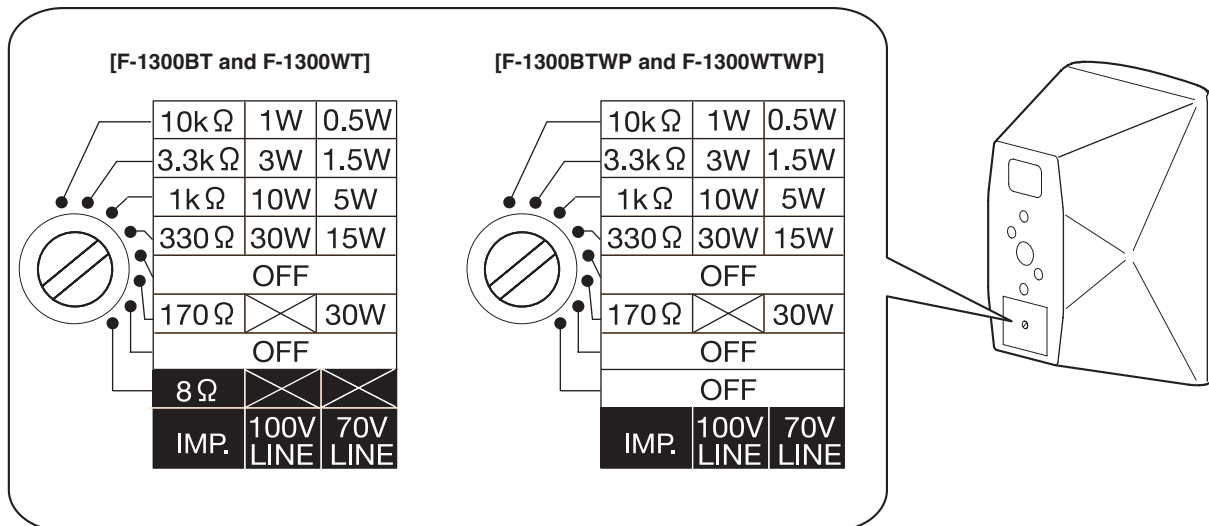 [F-1300BT and F-1300WT]
10kΩ 1W 0.5W
3.3kΩ 3W 1.5W
1kΩ 10W 5W
330Ω 30W 15W
OFF
170Ω 30W
OFF
8Ω
IMP. 100V LINE 70V LINE
[F-1300BTWP and F-1300WTWP]
10kΩ 1W 0.5W
3.3kΩ 3W 1.5W
1kΩ 10W 5W
330Ω 30W 15W
OFF
170Ω 30W
OFF
OFF
IMP. 100V LINE 70V LINE